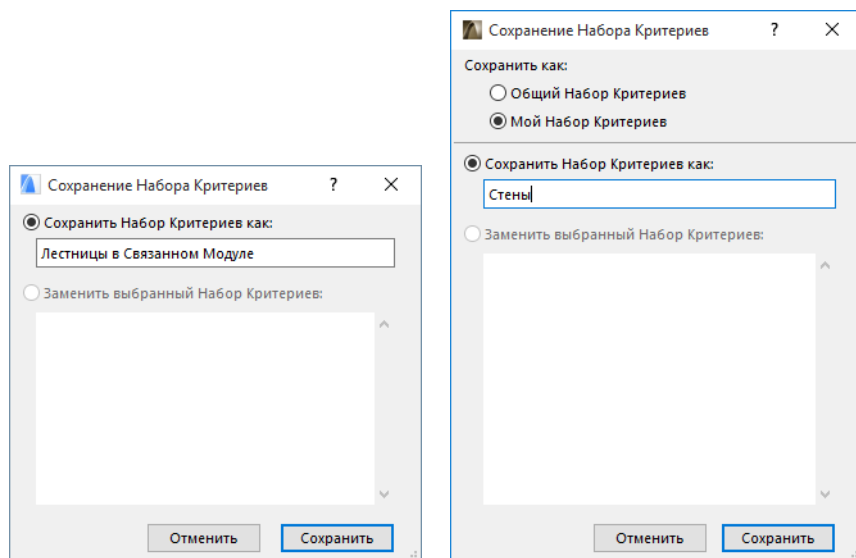 Сохранение Набора Критериев ?
Сохранить Набор Критериев как:
Лестницы в Связанном Модуле
Заменить выбранный Набор Критериев:
Отменить
Сохранить
Сохранение Набора Критериев ?
Сохранить как:
Общий Набор Критериев
Мой Набор Критериев
Сохранить Набор Критериев как:
Стены
Заменить выбранный Набор Критериев:
Отменить
Сохранить